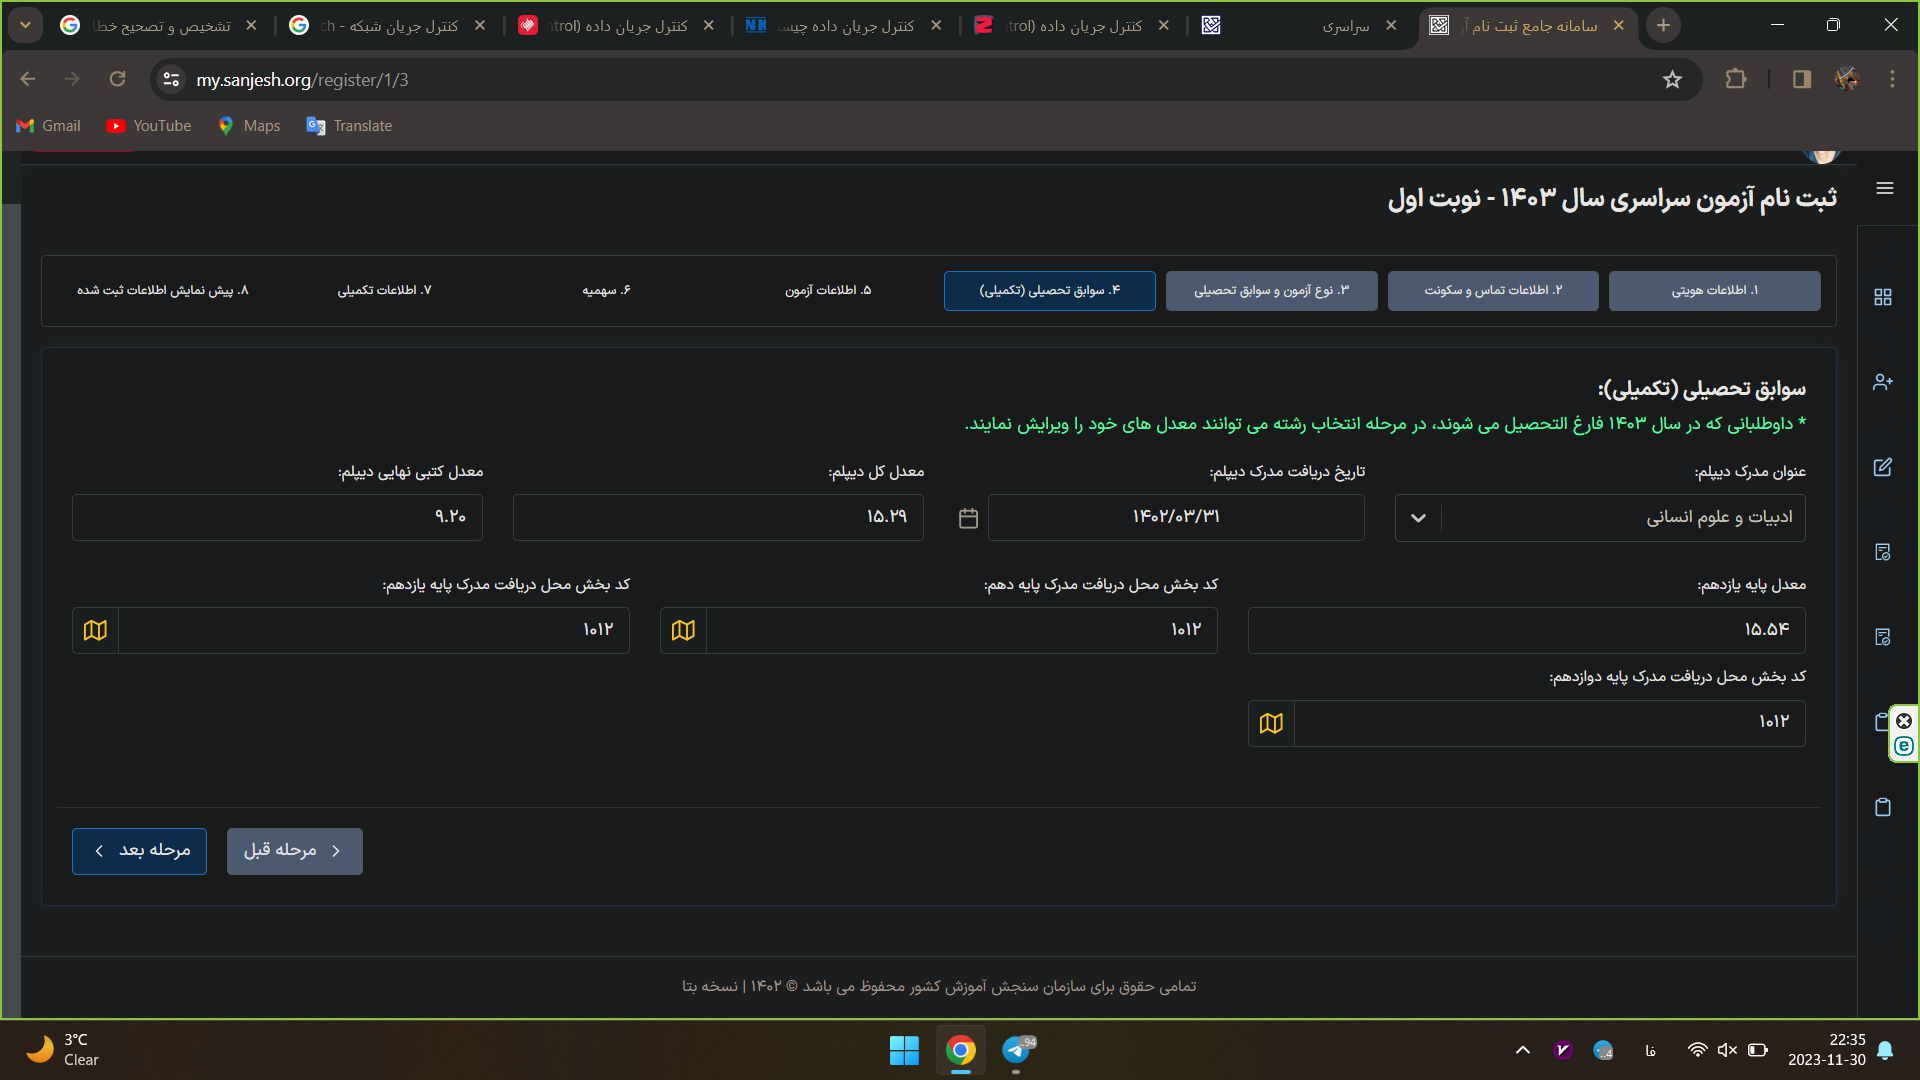 تشخیص و تصحیح خطا
کنترل جریان شبکه - ch
کنترل جریان داده (ntrol
کنترل جریان داده چیس
کنترل جریان داده (trol
سراسری
سامانه جامع ثبت نام آز
my.sanjesh.org/register/1/3
Gmail
YouTube
Maps
Translate
ثبت نام آزمون سراسری سال ۱۴۰۳ - نوبت اول
۱. اطلاعات هویتی
۲. اطلاعات تماس و سکونت
۳. نوع آزمون و سوابق تحصیلی
۴. سوابق تحصیلی (تکمیلی)
۵. اطلاعات آزمون
۶. سهمیه
۷. اطلاعات تکمیلی
۸. پیش نمایش اطلاعات ثبت شده
سوابق تحصیلی (تکمیلی):
* داوطلبانی که در سال ۱۴۰۳ فارغ التحصیل می شوند، در مرحله انتخاب رشته می توانند معدل های خود را ویرایش نمایند.
عنوان مدرک دیپلم:
ادبیات و علوم انسانی
تاریخ دریافت مدرک دیپلم:
۱۴۰۲/۰۳/۳۱
معدل کل دیپلم:
۱۵.۲۹
معدل کتبی نهایی دیپلم:
۹.۲۰
معدل پایه یازدهم:
۱۵.۵۴
کد بخش محل دریافت مدرک پایه دهم:
۱۰۱۲
کد بخش محل دریافت مدرک پایه یازدهم:
۱۰۱۲
کد بخش محل دریافت مدرک پایه دوازدهم:
۱۰۱۲
مرحله قبل
مرحله بعد
تمامی حقوق برای سازمان سنجش آموزش کشور محفوظ می باشد © ۱۴۰۲ | نسخه بتا
3°C
Clear
94
4
فا
22:35
2023-11-30